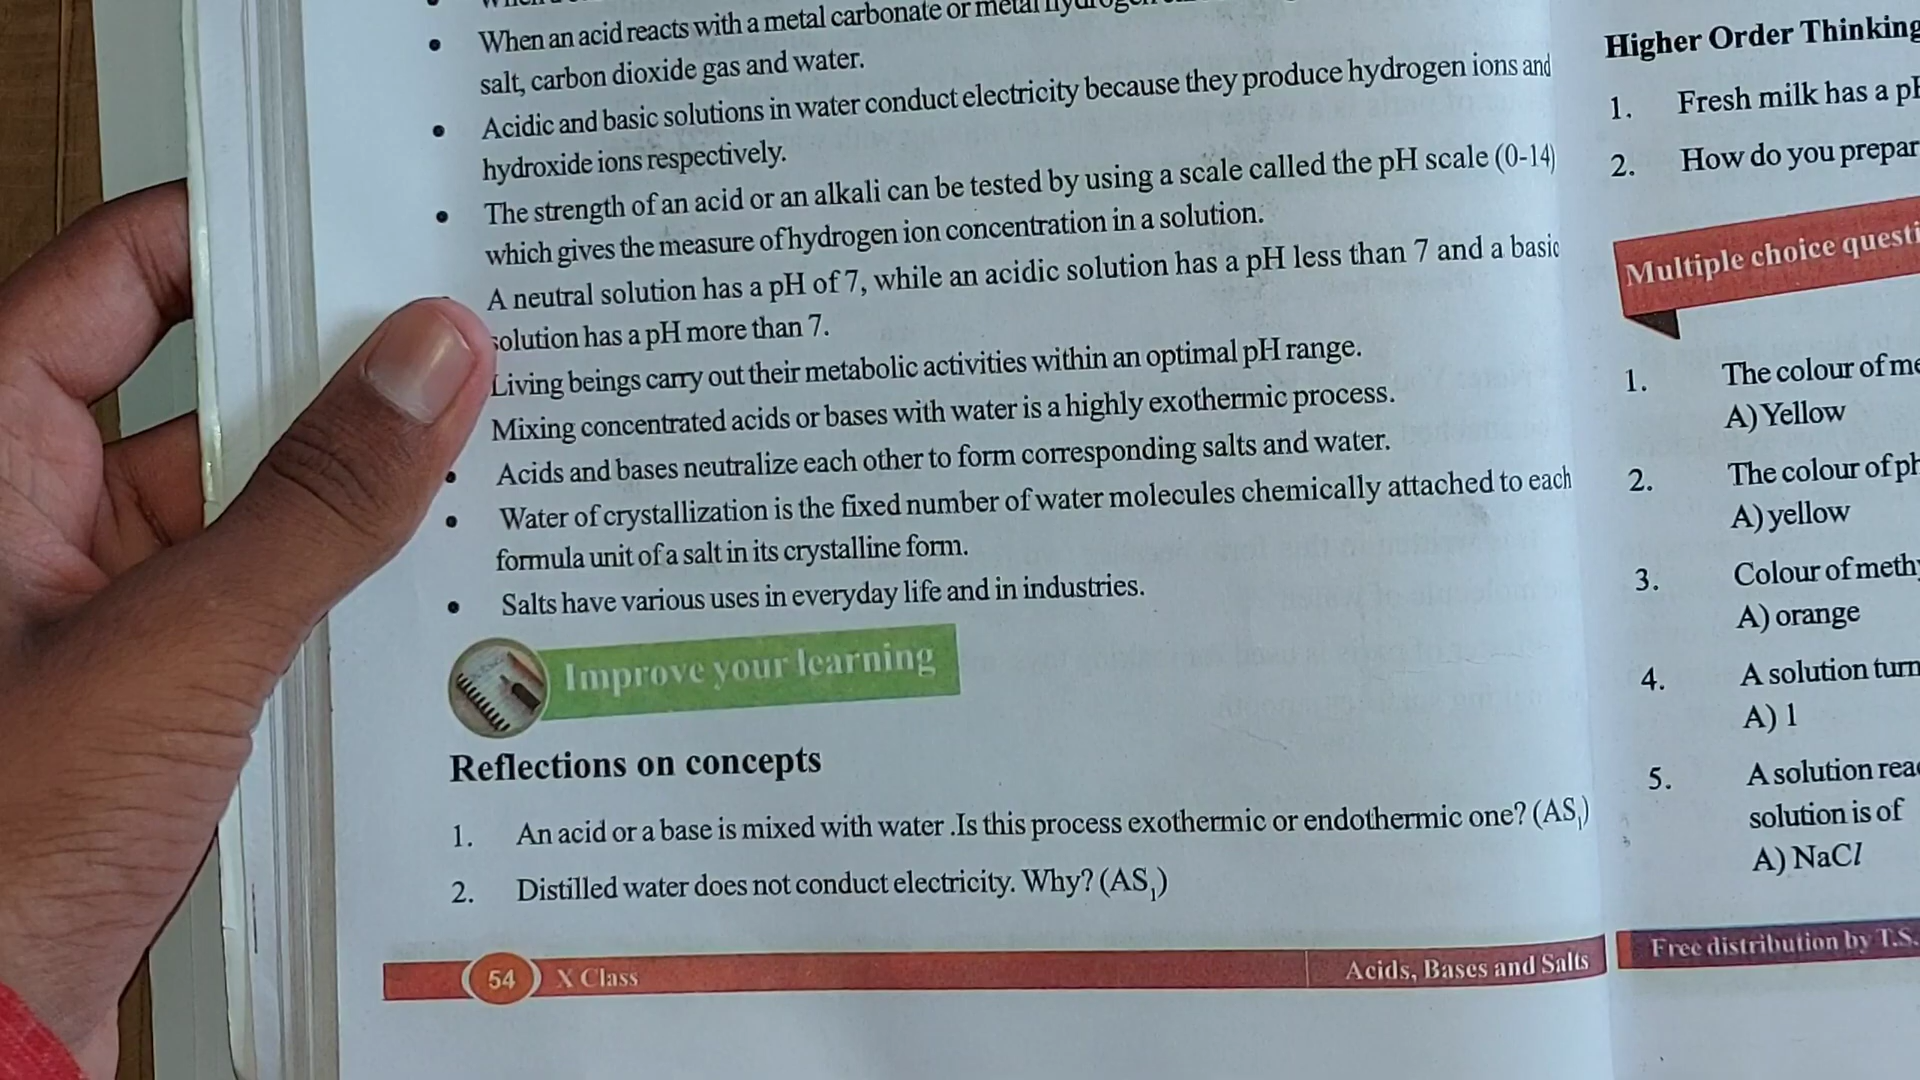 When an acid reacts with a metal carbonate or metal
salt, carbon dioxide gas and water.
Acidic and basic solutions in water conduct electricity because they produce hydrogen ions and
hydroxide ions respectively.
The strength of an acid or an alkali can be tested by using a scale called the pH scale (0-14)
which gives the measure of hydrogen ion concentration in a solution.
A neutral solution has a pH of 7, while an acidic solution has a pH less than 7 and a basic
solution has a pH more than 7.
Living beings carry out their metabolic activities within an optimal pH range.
Mixing concentrated acids or bases with water is a highly exothermic process.
Acids and bases neutralize each other to form corresponding salts and water.
Water of crystallization is the fixed number of water molecules chemically attached to each
formula unit of a salt in its crystalline form.
Salts have various uses in everyday life and in industries.
Improve your learning
Reflections on concepts
1. An acid or a base is mixed with water .Is this process exothermic or endothermic one? (AS₁)
2. Distilled water does not conduct electricity. Why? (AS₁)
54 X Class
Acids, Bases and Salts
Higher Order Thinking
1. Fresh milk has a
2. How do you
Multiple choice
1. The colour of
A) Yellow
2. The colour of
A) yellow
3. Colour of
A) orange
4. A solution
A) 1
5. A solution
solution is of
A) NaCl
Free distribution by T.S.